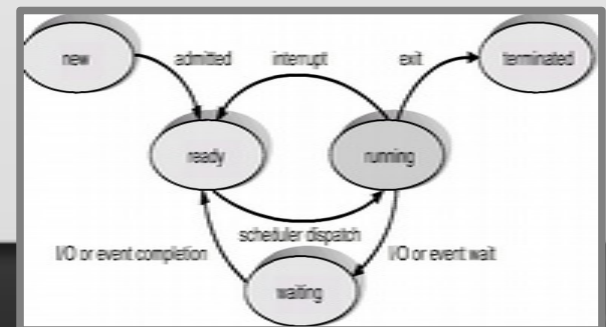 new
admitted
interrupt
exit
terminated
ready
running
scheduler dispatch
I/O or event completion
I/O or event wait
waiting